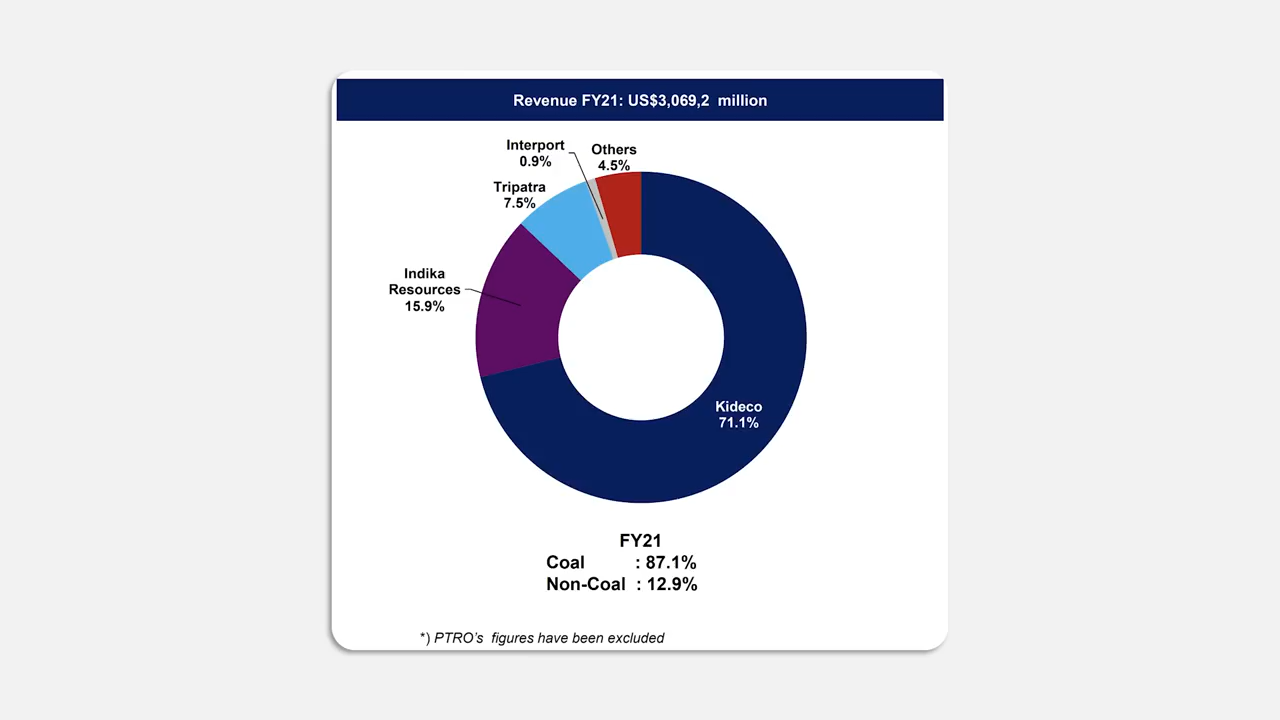 Revenue FY21: US$3,069,2 million
Interport
0.9%
Others
4.5%
Tripatra
7.5%
Indika
Resources
15.9%
Kideco
71.1%
FY21
Coal : 87.1%
Non-Coal : 12.9%
*) PTRO's figures have been excluded